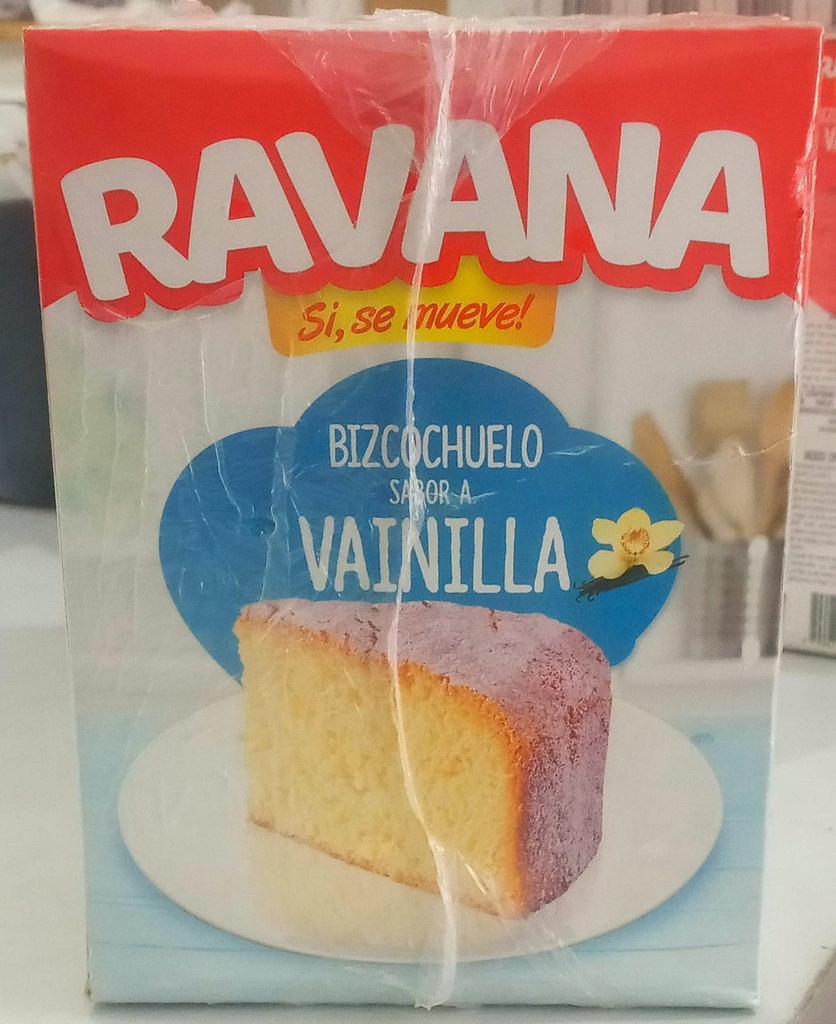 RAVANA
Si, se mueve!
BIZCOCHUELO
SABOR A
VAINILLA